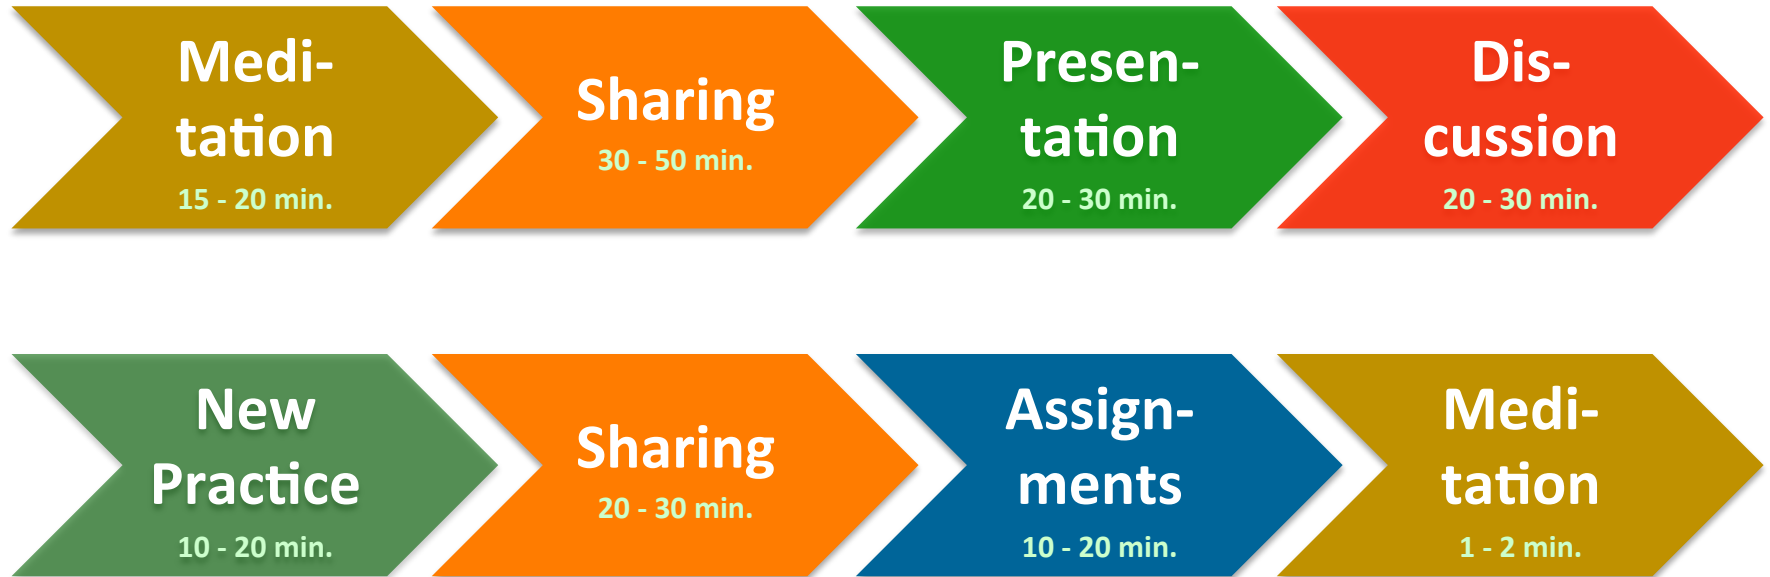 Medi-
tation
15 - 20 min.
Sharing
30 - 50 min.
Presen-
tation
20 - 30 min.
Dis-
cussion
20 - 30 min.
New
Practice
10 - 20 min.
Sharing
20 - 30 min.
Assign-
ments
10 - 20 min.
Medi-
tation
1 - 2 min.